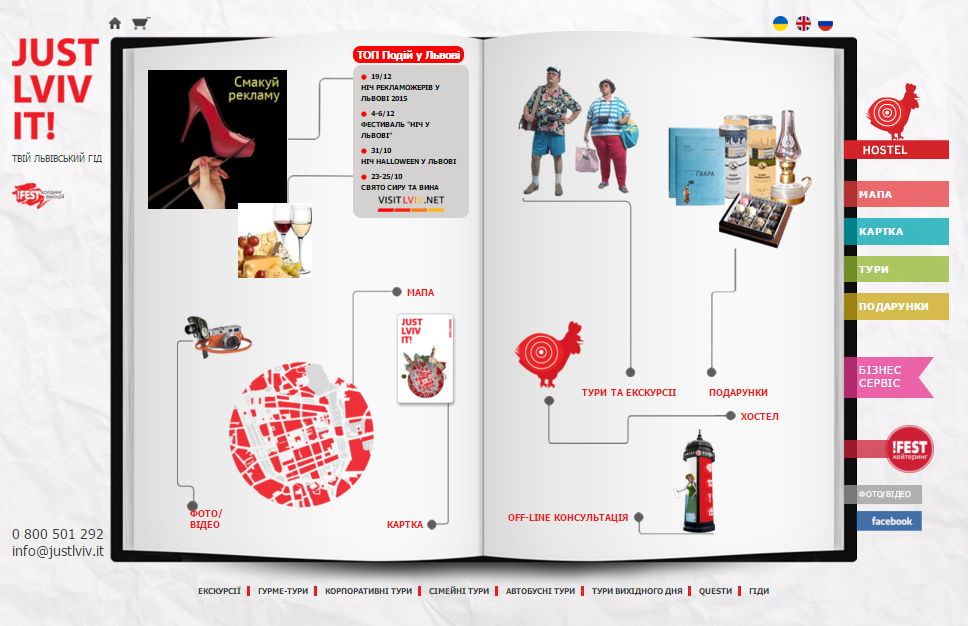 JUST
LVIV
IT!
ТВІЙ ЛЬВІВСЬКИЙ ГІД
!FEST
холдинг
емоцій
0 800 501 292
info@justlviv.it
Смакуй
рекламу
ТОП Подій у Львові
19/12
НІЧ РЕКЛАМОЖЕРІВ У
ЛЬВОВІ 2015
4-6/12
ФЕСТИВАЛЬ "НІЧ У
ЛЬВОВІ"
31/10
НІЧ HALLOWEEN У ЛЬВОВІ
23-25/10
СВЯТО СИРУ ТА ВИНА
VISITLVIV.NET
МАПА
JUST
LVIV
IT!
ФОТО/
ВІДЕО
КАРТКА
ҐВАРА
ТУРИ ТА ЕКСКУРСІЇ
ПОДАРУНКИ
ХОСТЕЛ
OFF-LINE КОНСУЛЬТАЦІЯ
HOSTEL
МАПА
КАРТКА
ТУРИ
ПОДАРУНКИ
БІЗНЕС
СЕРВІС
!FEST
кейтеринг
ФОТО/ВІДЕО
facebook
ЕКСКУРСІЇ
ГУРМЕ-ТУРИ
КОРПОРАТИВНІ ТУРИ
СІМЕЙНІ ТУРИ
АВТОБУСНІ ТУРИ
ТУРИ ВИХІДНОГО ДНЯ
QUESTИ
ГІДИ